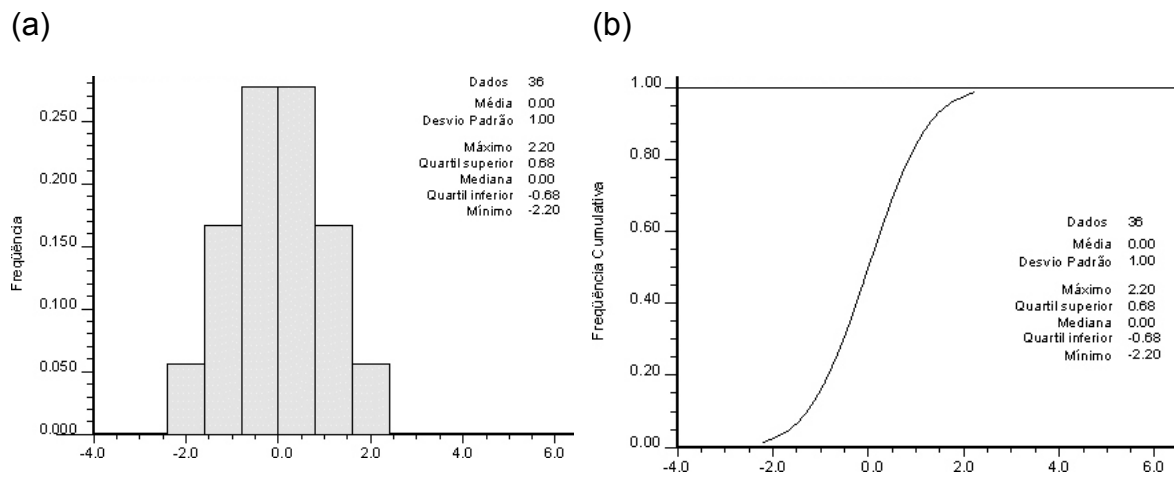 (a)
Freqüência
0.250
0.200
0.150
0.100
0.050
0.000
-4.0 -2.0 0.0 2.0 4.0 6.0
Dados 36
Média 0.00
Desvio Padrão 1.00
Máximo 2.20
Quartil superior 0.68
Mediana 0.00
Quartil inferior -0.68
Mínimo -2.20
(b)
Freqüência Cumulativa
1.00
0.80
0.60
0.40
0.20
0.00
-4.0 -2.0 0.0 2.0 4.0 6.0
Dados 36
Média 0.00
Desvio Padrão 1.00
Máximo 2.20
Quartil superior 0.68
Mediana 0.00
Quartil inferior -0.68
Mínimo -2.20